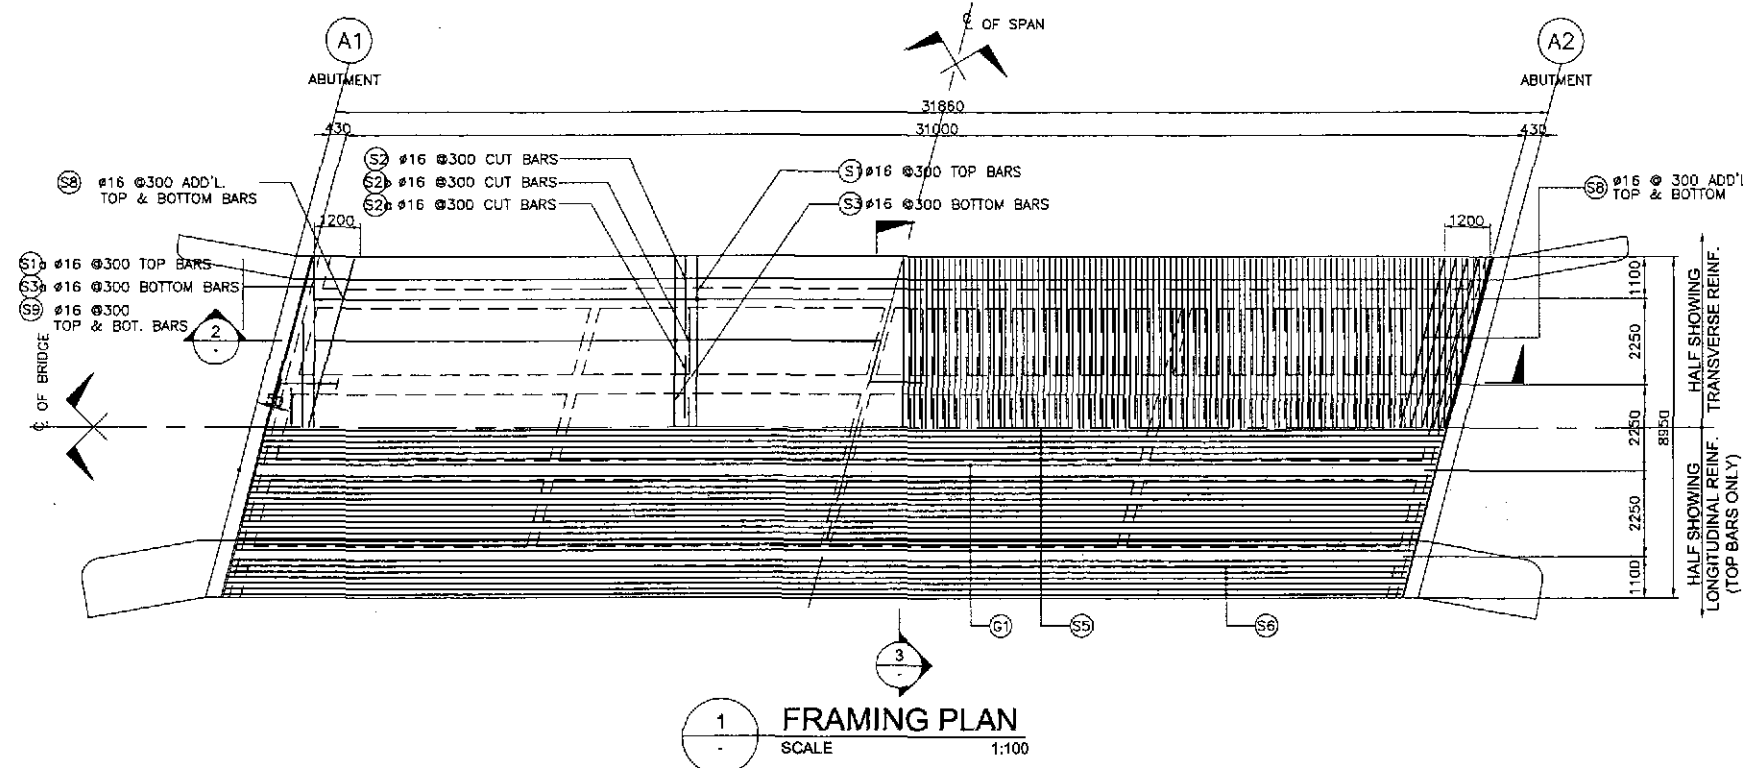 A1
ABUTMENT
℄ OF SPAN
A2
ABUTMENT
31860
430
31000
430
S2 ø16 @300 CUT BARS
S2b ø16 @300 CUT BARS
S2a ø16 @300 CUT BARS
S1 ø16 @300 TOP BARS
S3 ø16 @300 BOTTOM BARS
S8 ø16 @300 ADD'L.
TOP & BOTTOM BARS
S8 ø16 @ 300 ADD'L
TOP & BOTTOM
1200
1200
S1a ø16 @300 TOP BARS
S3a ø16 @300 BOTTOM BARS
S9 ø16 @300
TOP & BOT. BARS
2
-
℄ OF BRIDGE
50
1100
2250
2250
2250
1100
8950
HALF SHOWING
TRANSVERSE REINF.
HALF SHOWING
LONGITUDINAL REINF.
(TOP BARS ONLY)
G1
S5
S6
3
-
1
-
FRAMING PLAN
SCALE 1:100